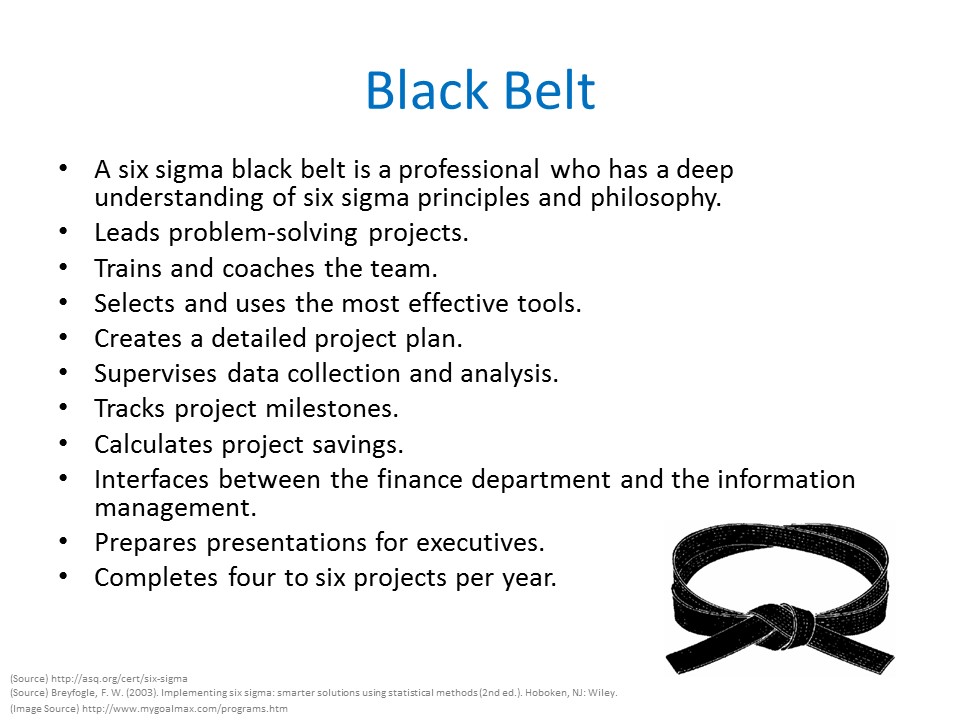 Black Belt
• A six sigma black belt is a professional who has a deep
understanding of six sigma principles and philosophy.
• Leads problem-solving projects.
• Trains and coaches the team.
• Selects and uses the most effective tools.
• Creates a detailed project plan.
• Supervises data collection and analysis.
• Tracks project milestones.
• Calculates project savings.
• Interfaces between the finance department and the information
management.
• Prepares presentations for executives.
• Completes four to six projects per year.
(Source) http://asq.org/cert/six-sigma
(Source) Breyfogle, F. W. (2003). Implementing six sigma: smarter solutions using statistical methods (2nd ed.). Hoboken, NJ: Wiley.
(Image Source) http://www.mygoalmax.com/programs.htm